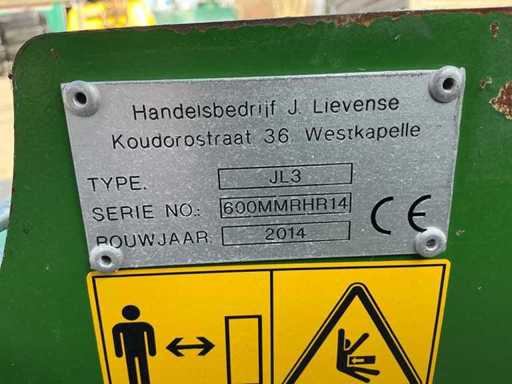 Handelsbedrijf J. Lievense
Koudorostraat 36 Westkapelle
TYPE. JL3
SERIE NO.: 600MMRHR14
BOUWJAAR. 2014
CE